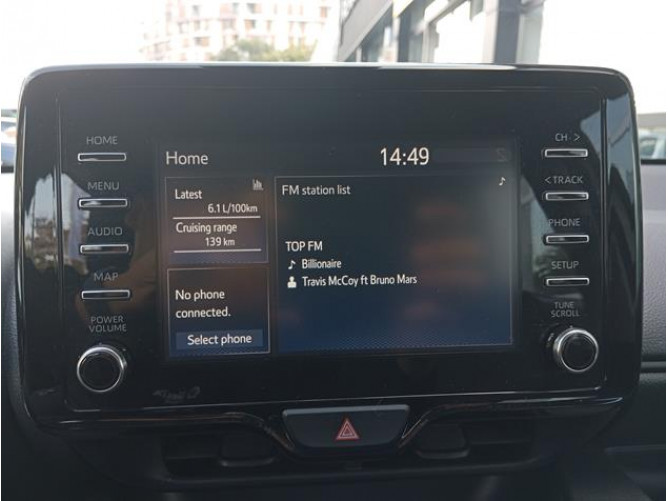 HOME
MENU
AUDIO
MAP
POWER
VOLUME
Home
14:49
Latest
6.1 L/100km
Cruising range
139 km
No phone
connected.
Select phone
FM station list
TOP FM
Billionaire
Travis McCoy ft Bruno Mars
CH · >
< TRACK
PHONE
SETUP
TUNE
SCROLL